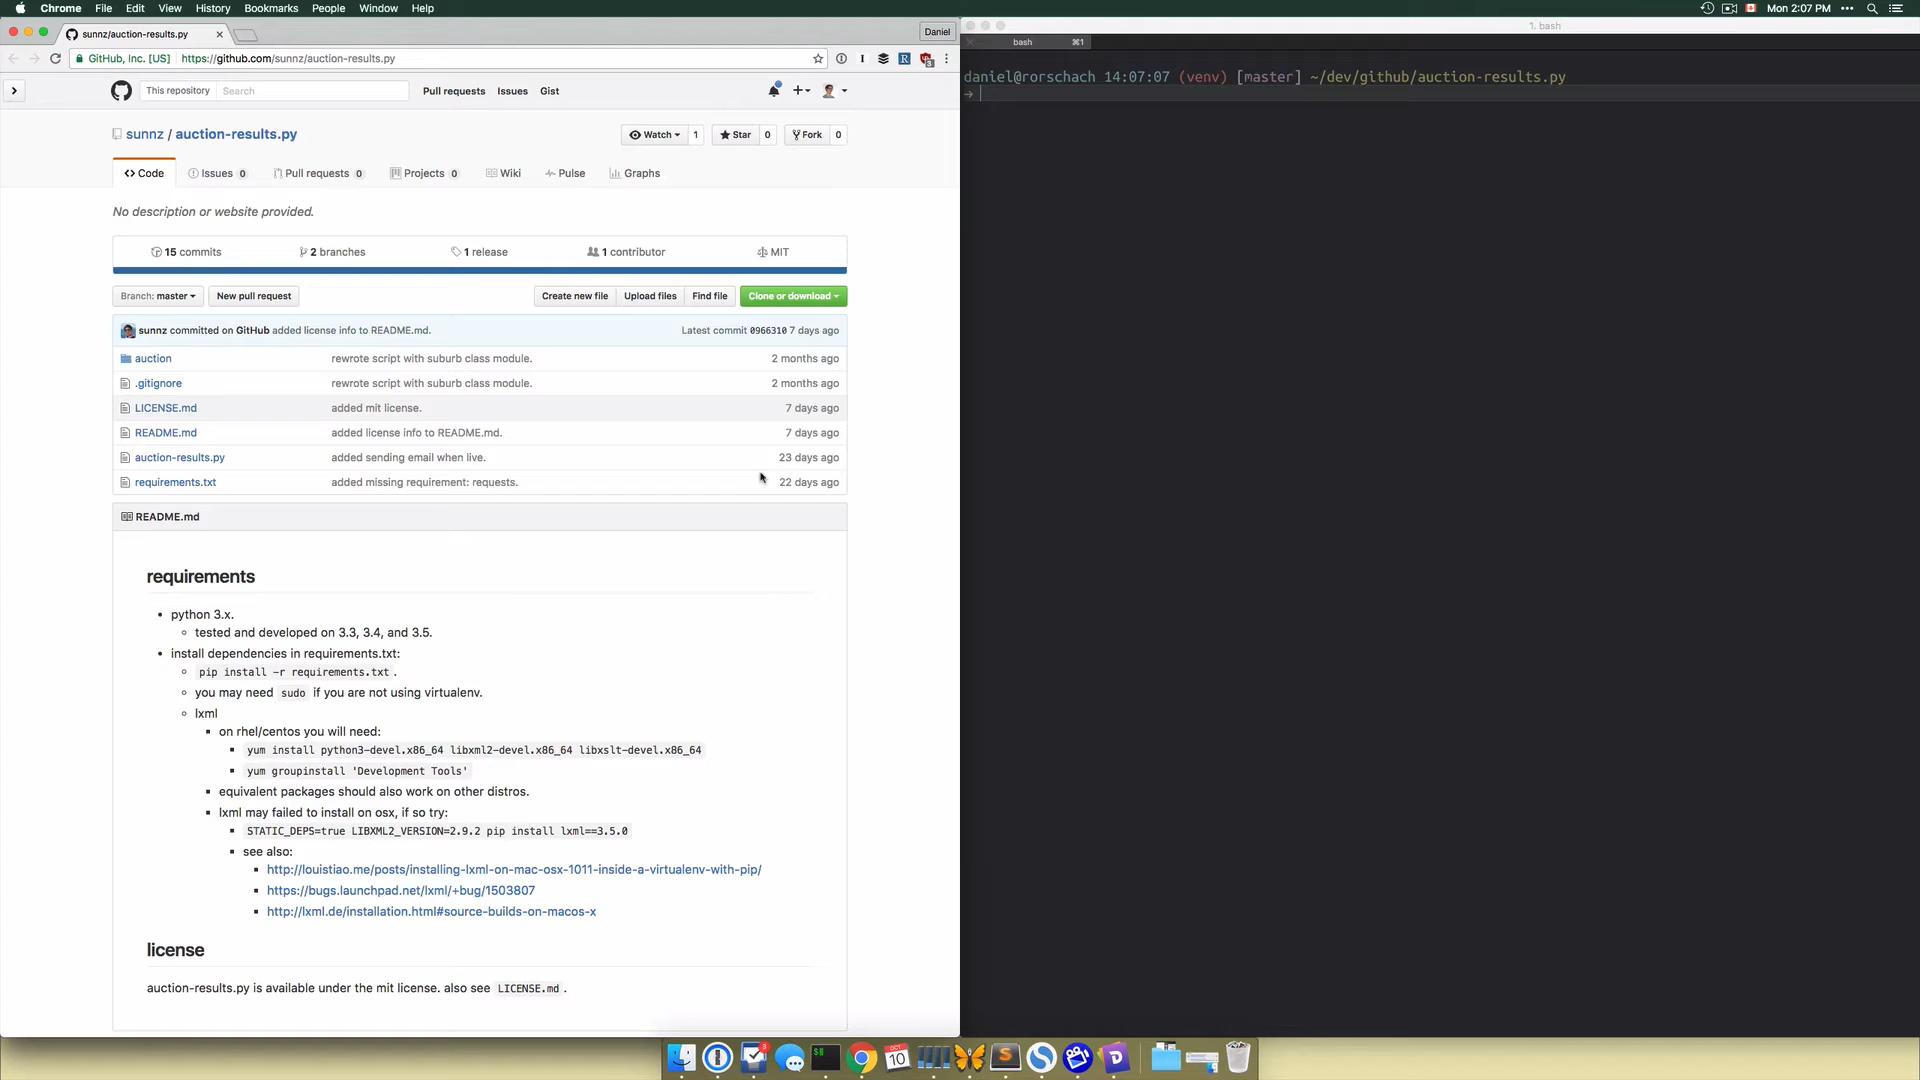 Chrome File Edit View History Bookmarks People Window Help
Mon 2:07 PM
sunnz/auction-results.py
Daniel
GitHub, Inc. [US] https://github.com/sunnz/auction-results.py
This repository Search Pull requests Issues Gist
sunnz / auction-results.py
Watch 1 Star 0 Fork 0
Code Issues 0 Pull requests 0 Projects 0 Wiki Pulse Graphs
No description or website provided.
15 commits 2 branches 1 release 1 contributor MIT
Branch: master New pull request Create new file Upload files Find file Clone or download
sunnz committed on GitHub added license info to README.md. Latest commit 0966310 7 days ago
auction rewrote script with suburb class module. 2 months ago
.gitignore rewrote script with suburb class module. 2 months ago
LICENSE.md added mit license. 7 days ago
README.md added license info to README.md. 7 days ago
auction-results.py added sending email when live. 23 days ago
requirements.txt added missing requirement: requests. 22 days ago
README.md
requirements
python 3.x.
tested and developed on 3.3, 3.4, and 3.5.
install dependencies in requirements.txt:
pip install -r requirements.txt .
you may need sudo if you are not using virtualenv.
lxml
on rhel/centos you will need:
yum install python3-devel.x86_64 libxml2-devel.x86_64 libxslt-devel.x86_64
yum groupinstall 'Development Tools'
equivalent packages should also work on other distros.
lxml may failed to install on osx, if so try:
STATIC_DEPS=true LIBXML2_VERSION=2.9.2 pip install lxml==3.5.0
see also:
http://louistiao.me/posts/installing-lxml-on-mac-osx-1011-inside-a-virtualenv-with-pip/
https://bugs.launchpad.net/lxml/+bug/1503807
http://lxml.de/installation.html#source-builds-on-macos-x
license
auction-results.py is available under the mit license. also see LICENSE.md .
1. bash
bash ⌘1
daniel@rorschach 14:07:07 (venv) [master] ~/dev/github/auction-results.py
→